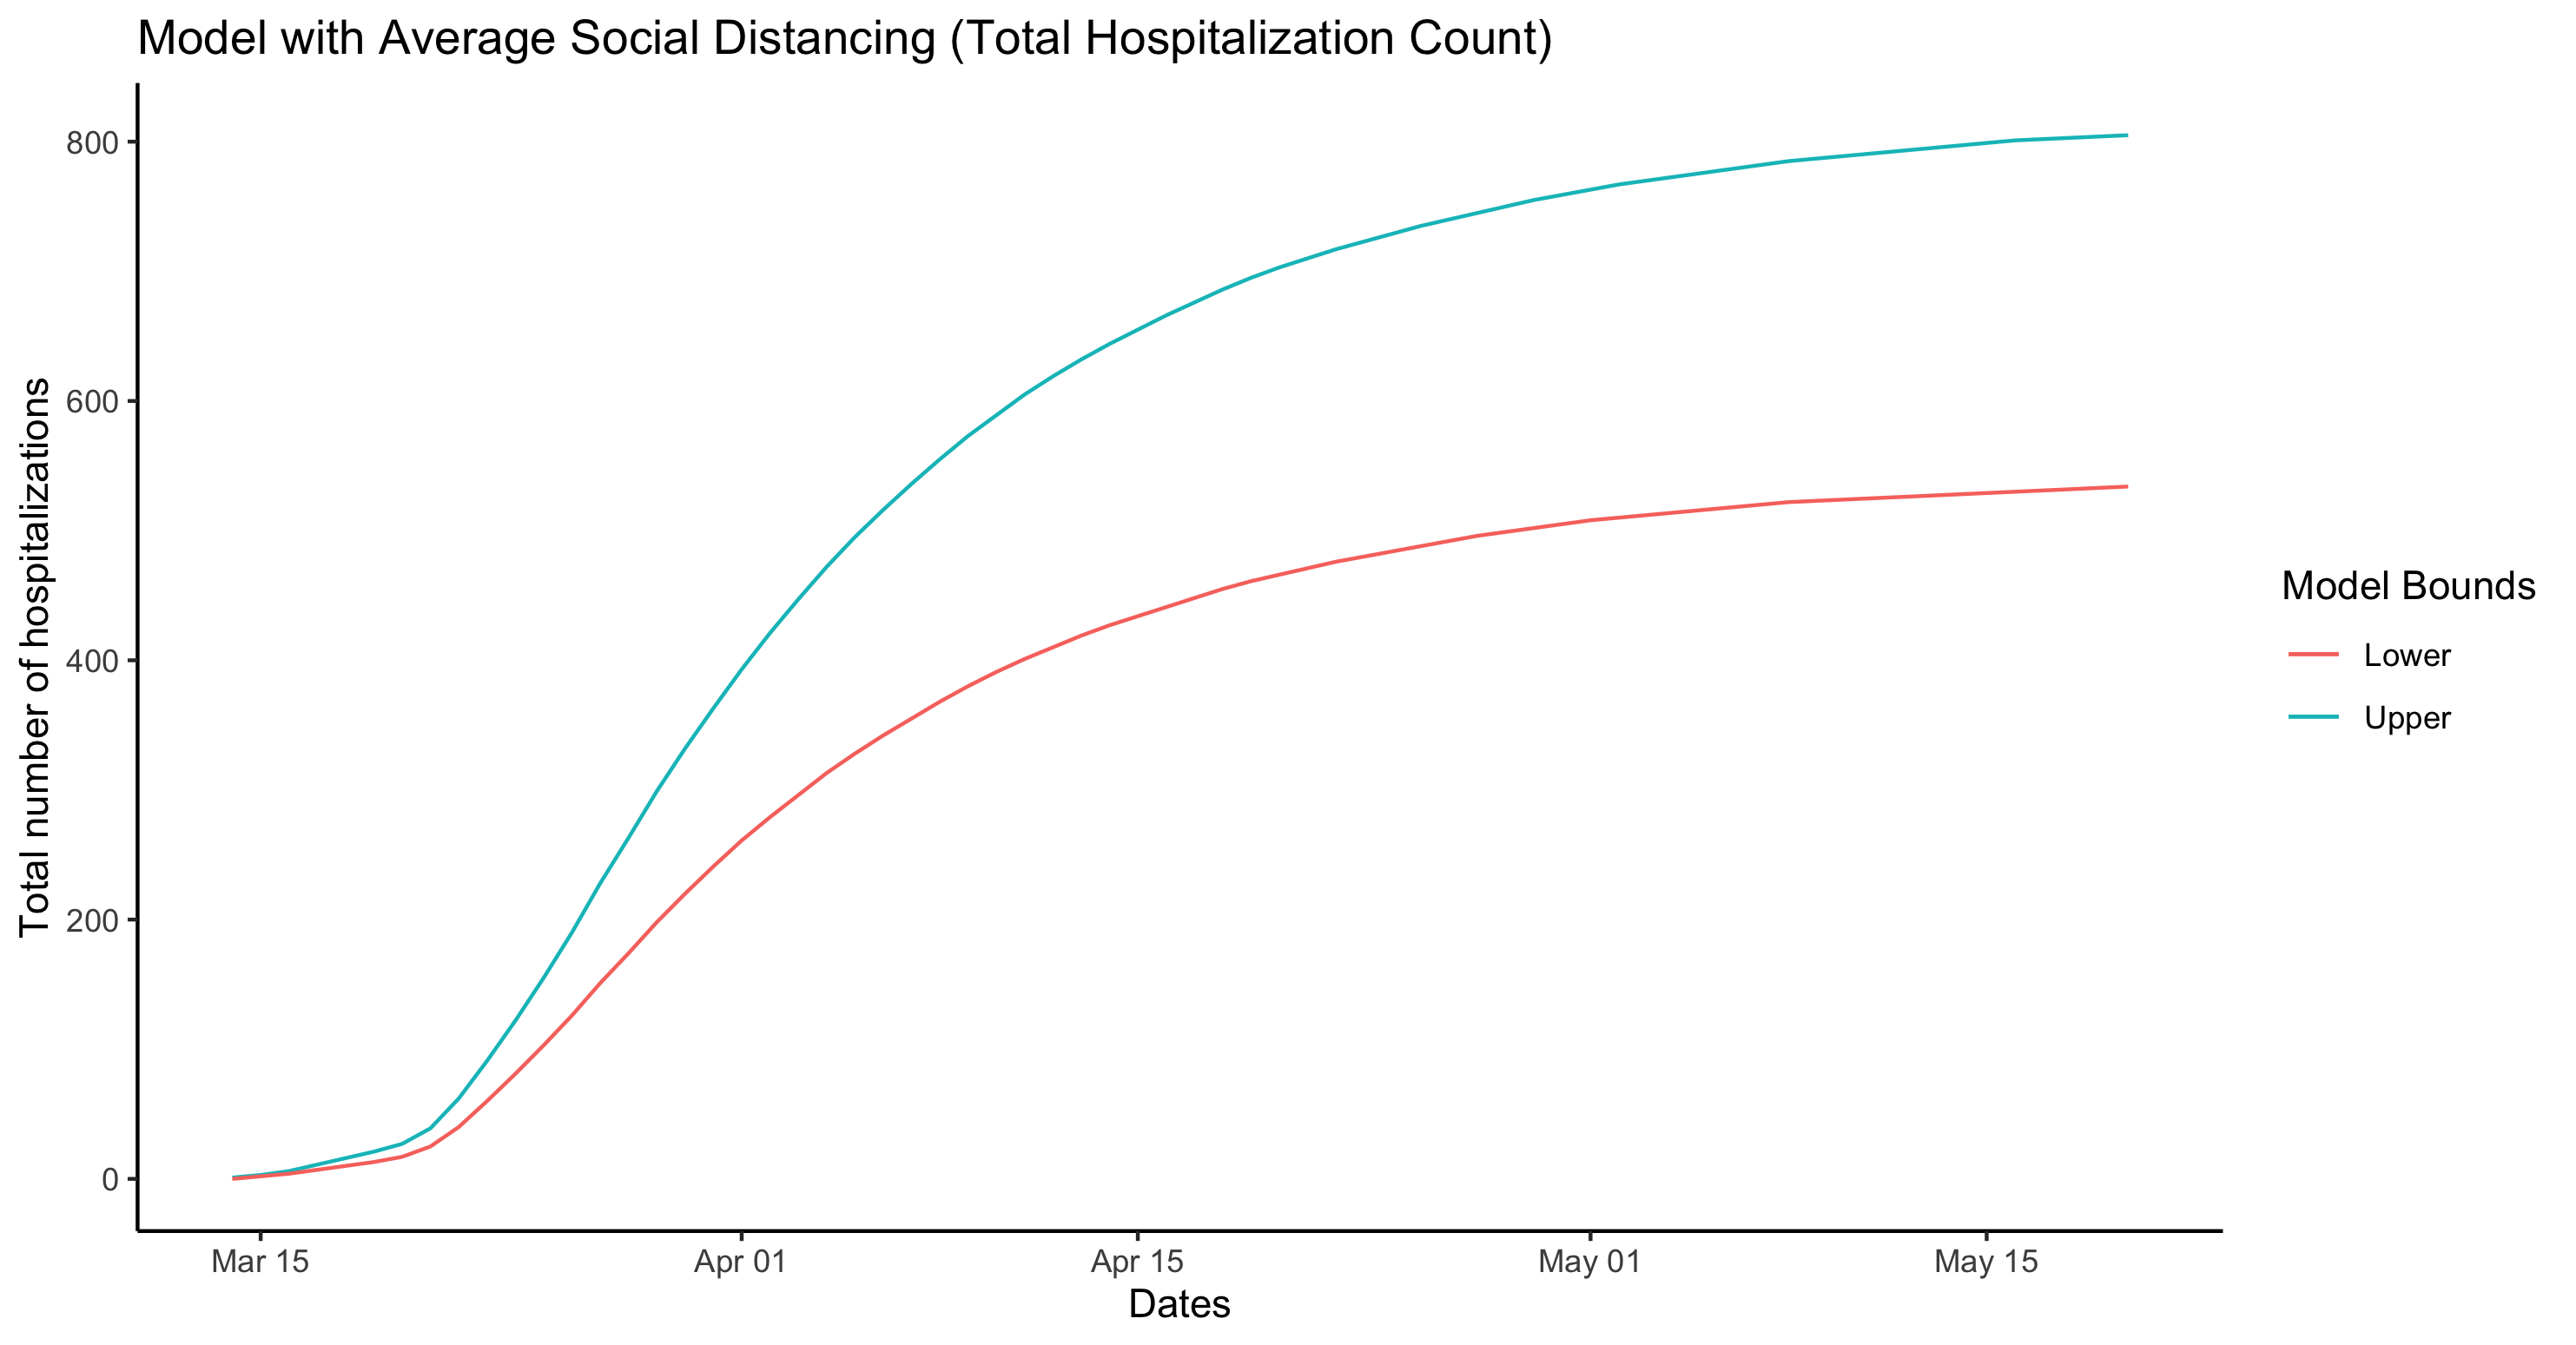 Model with Average Social Distancing (Total Hospitalization Count)
Total number of hospitalizations
800
600
400
200
0
Mar 15
Apr 01
Apr 15
May 01
May 15
Dates
Model Bounds
Lower
Upper